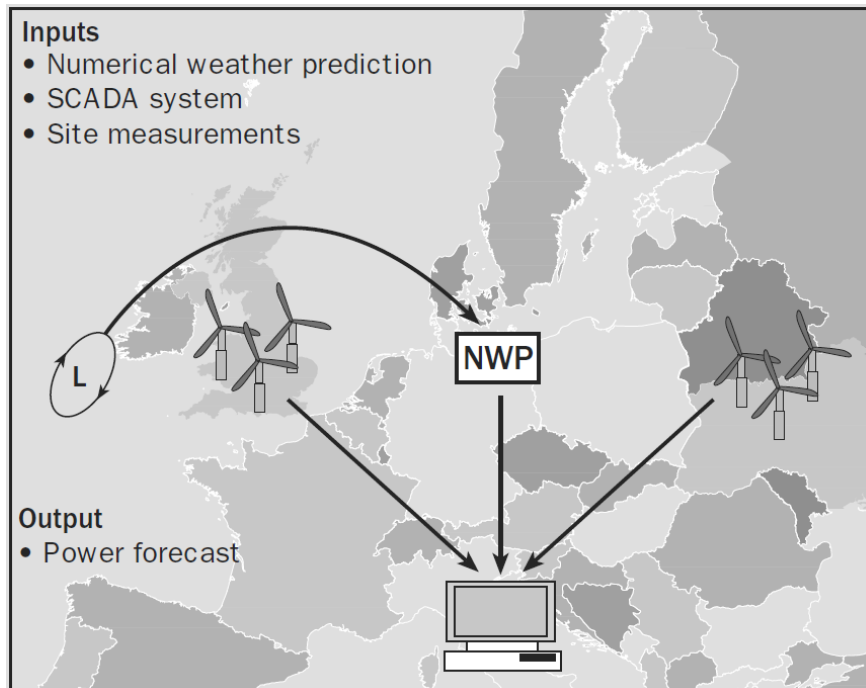 Inputs
• Numerical weather prediction
• SCADA system
• Site measurements
NWP
L
Output
• Power forecast